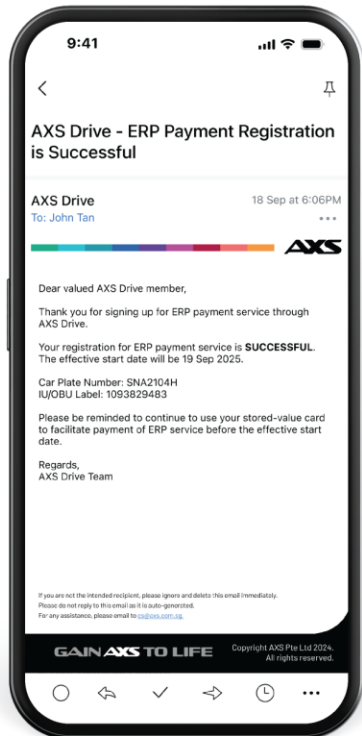 9:41
AXS Drive - ERP Payment Registration
is Successful
AXS Drive
18 Sep at 6:06PM
To: John Tan
AXS
Dear valued AXS Drive member,
Thank you for signing up for ERP payment service through
AXS Drive.
Your registration for ERP payment service is SUCCESSFUL.
The effective start date will be 19 Sep 2025.
Car Plate Number: SNA2104H
IU/OBU Label: 1093829483
Please be reminded to continue to use your stored-value card
to facilitate payment of ERP service before the effective start
date.
Regards,
AXS Drive Team
If you are not the intended recipient, please ignore and delete this email immediately.
Please do not reply to this email as it is auto-generated.
For any assistance, please email to cs@axs.com.sg.
GAIN AXS TO LIFE
Copyright AXS Pte Ltd 2024.
All rights reserved.